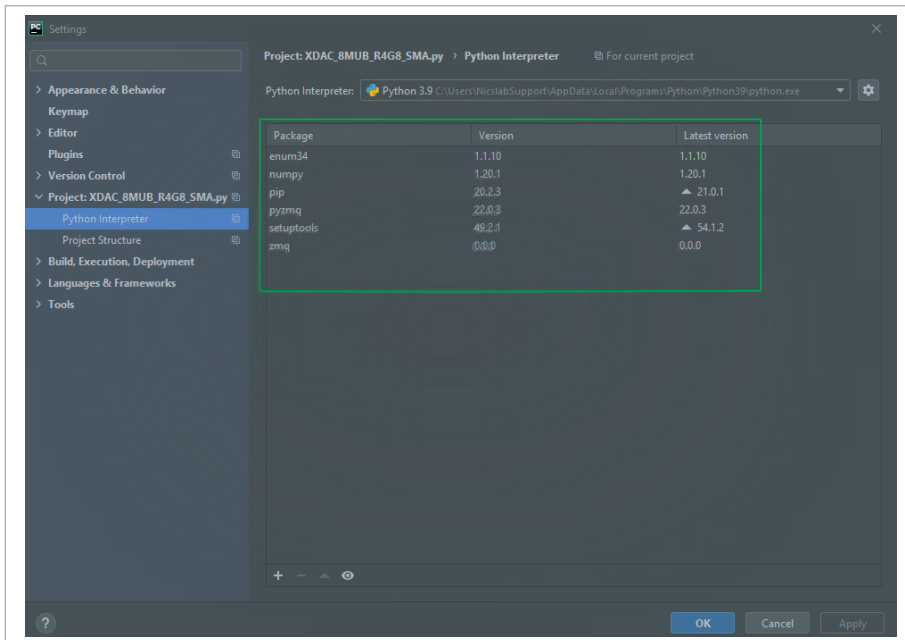 PC Settings
Project: XDAC_8MUB_R4G8_SMA.py > Python Interpreter For current project
Python Interpreter: Python 3.9 C:\Users\NicslabSupport\AppData\Local\Programs\Python\Python39\python.exe
> Appearance & Behavior
Keymap
> Editor
Plugins
> Version Control
Project: XDAC_8MUB_R4G8_SMA.py
Python Interpreter
Project Structure
> Build, Execution, Deployment
> Languages & Frameworks
> Tools
Package Version Latest version
enum34 1.1.10 1.1.10
numpy 1.20.1 1.20.1
pip 20.2.3 ▲ 21.0.1
pyzmq 22.0.3 22.0.3
setuptools 49.2.1 ▲ 54.1.2
zmq 0.0.0 0.0.0
?
OK Cancel Apply